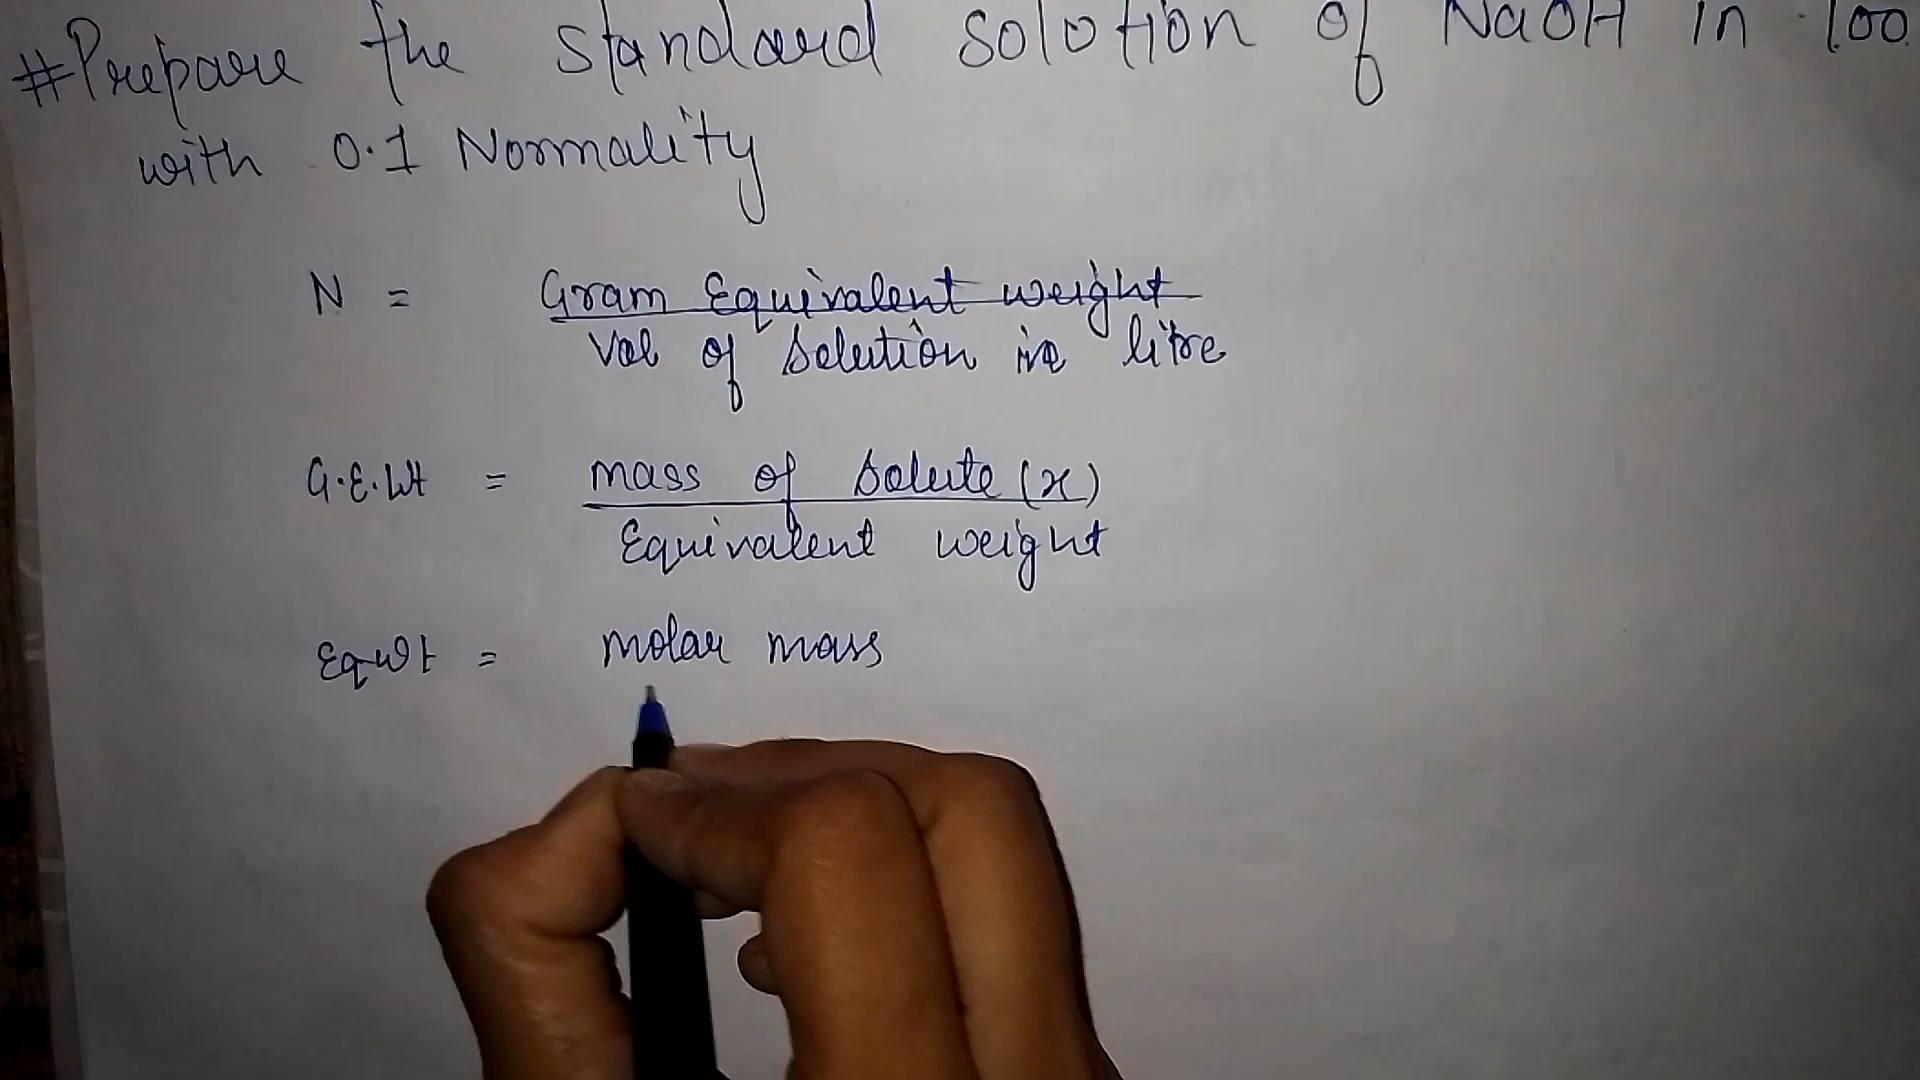 #Prepare the standard solution of NaOH in 100
with 0.1 Normality
N = Gram Equivalent weight
Vol of solution in litre
G.E.Wt = mass of solute (x)
Equivalent weight
Eq wt = molar mass